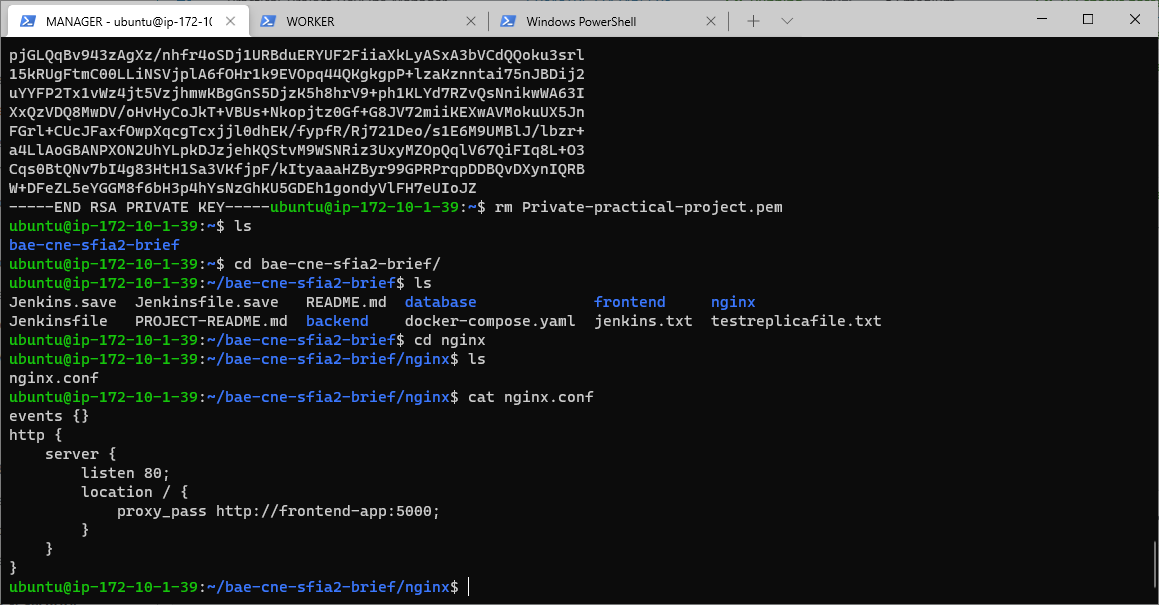 MANAGER - ubuntu@ip-172-10
WORKER
Windows PowerShell
pjGLQqBv943zAgXz/nhfr4oSDj1URBduERYUF2FiiaXkLyASxA3bVCdQQoku3srl
15kRUgFtmC00LLiNSVjplA6fOHr1k9EVOpq44QKgkgpP+lzaKznntai75nJBDij2
uYYFP2Tx1vWz4jt5VzjhmwKBgGnS5DjzK5h8hrV9+ph1KLYd7RZvQsNnikwWA63I
XxQzVDQ8MwDV/oHvHyCoJkT+VBUs+Nkopjtz0Gf+G8JV72miiKEXwAVMokuUX5Jn
FGrl+CUcJFaxfOwpXqcgTcxjjl0dhEK/fypfR/Rj721Deo/s1E6M9UMBlJ/lbzr+
a4LlAoGBANPXON2UhYLpkDJzjehKQStvM9WSNRiz3UxyMZOpQqlV67QiFIq8L+O3
Cqs0BtQNv7bI4g83HtH1Sa3VKfjpF/kItyaaaHZByr99GPRPrqpDDBQvDXynIQRB
W+DFeZL5eYGGM8f6bH3p4hYsNzGhKU5GDEh1gondyVlFH7eUIoJZ
-----END RSA PRIVATE KEY-----ubuntu@ip-172-10-1-39:~$ rm Private-practical-project.pem
ubuntu@ip-172-10-1-39:~$ ls
bae-cne-sfia2-brief
ubuntu@ip-172-10-1-39:~$ cd bae-cne-sfia2-brief/
ubuntu@ip-172-10-1-39:~/bae-cne-sfia2-brief$ ls
Jenkins.save  Jenkinsfile.save   README.md  database             frontend     nginx
Jenkinsfile   PROJECT-README.md  backend    docker-compose.yaml  jenkins.txt  testreplicafile.txt
ubuntu@ip-172-10-1-39:~/bae-cne-sfia2-brief$ cd nginx
ubuntu@ip-172-10-1-39:~/bae-cne-sfia2-brief/nginx$ ls
nginx.conf
ubuntu@ip-172-10-1-39:~/bae-cne-sfia2-brief/nginx$ cat nginx.conf
events {}
http {
    server {
        listen 80;
        location / {
            proxy_pass http://frontend-app:5000;
        }
    }
}
ubuntu@ip-172-10-1-39:~/bae-cne-sfia2-brief/nginx$